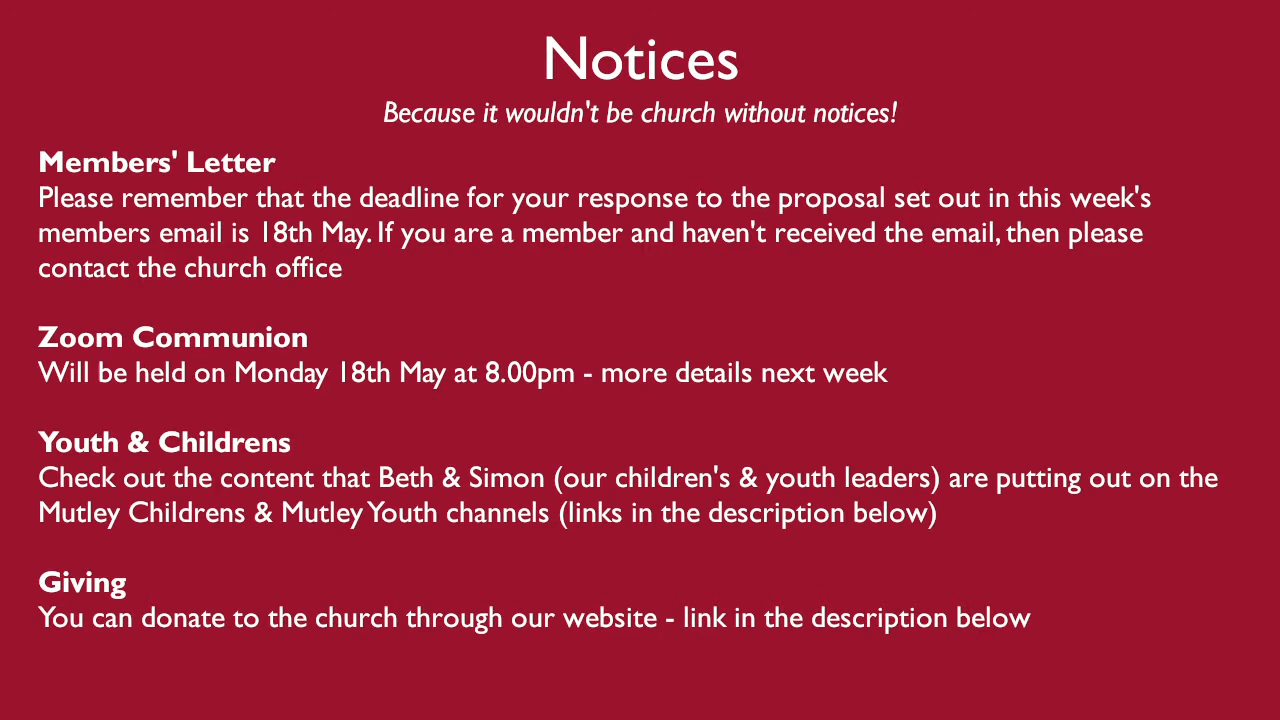 Notices
Because it wouldn't be church without notices!
Members' Letter
Please remember that the deadline for your response to the proposal set out in this week's
members email is 18th May. If you are a member and haven't received the email, then please
contact the church office
Zoom Communion
Will be held on Monday 18th May at 8.00pm - more details next week
Youth & Childrens
Check out the content that Beth & Simon (our children's & youth leaders) are putting out on the
Mutley Childrens & Mutley Youth channels (links in the description below)
Giving
You can donate to the church through our website - link in the description below